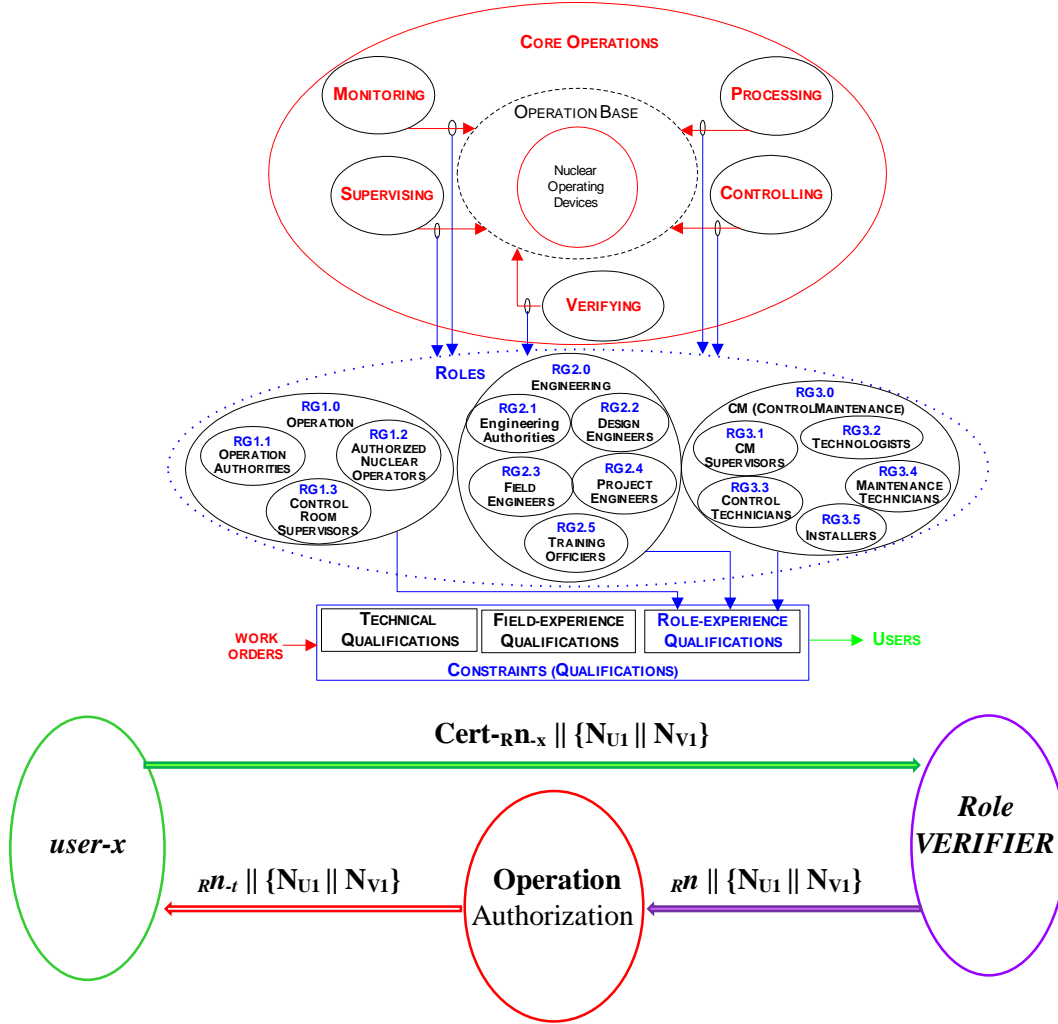 CORE OPERATIONS
MONITORING
PROCESSING
OPERATION BASE
Nuclear
Operating
Devices
SUPERVISING
CONTROLLING
VERIFYING
ROLES
RG1.0
OPERATION
RG1.1
OPERATION
AUTHORITIES
RG1.2
AUTHORIZED
NUCLEAR
OPERATORS
RG1.3
CONTROL
ROOM
SUPERVISORS
RG2.0
ENGINEERING
RG2.1
Engineering
AUTHORITIES
RG2.2
DESIGN
ENGINEERS
RG2.3
FIELD
ENGINEERS
RG2.4
PROJECT
ENGINEERS
RG2.5
TRAINING
OFFICIERS
RG3.0
CM (CONTROLMAINTENANCE)
RG3.1
CM
SUPERVISORS
RG3.2
TECHNOLOGISTS
RG3.3
CONTROL
TECHNICIANS
RG3.4
MAINTENANCE
TECHNICIANS
RG3.5
INSTALLERS
WORK
ORDERS
TECHNICAL
QUALIFICATIONS
FIELD-EXPERIENCE
QUALIFICATIONS
ROLE-EXPERIENCE
QUALIFICATIONS
USERS
CONSTRAINTS (QUALIFICATIONS)
Cert-Rn-x || {NU1 || NV1}
user-x
Role
VERIFIER
Rn-t || {NU1 || NV1}
Operation
Authorization
Rn || {NU1 || NV1}